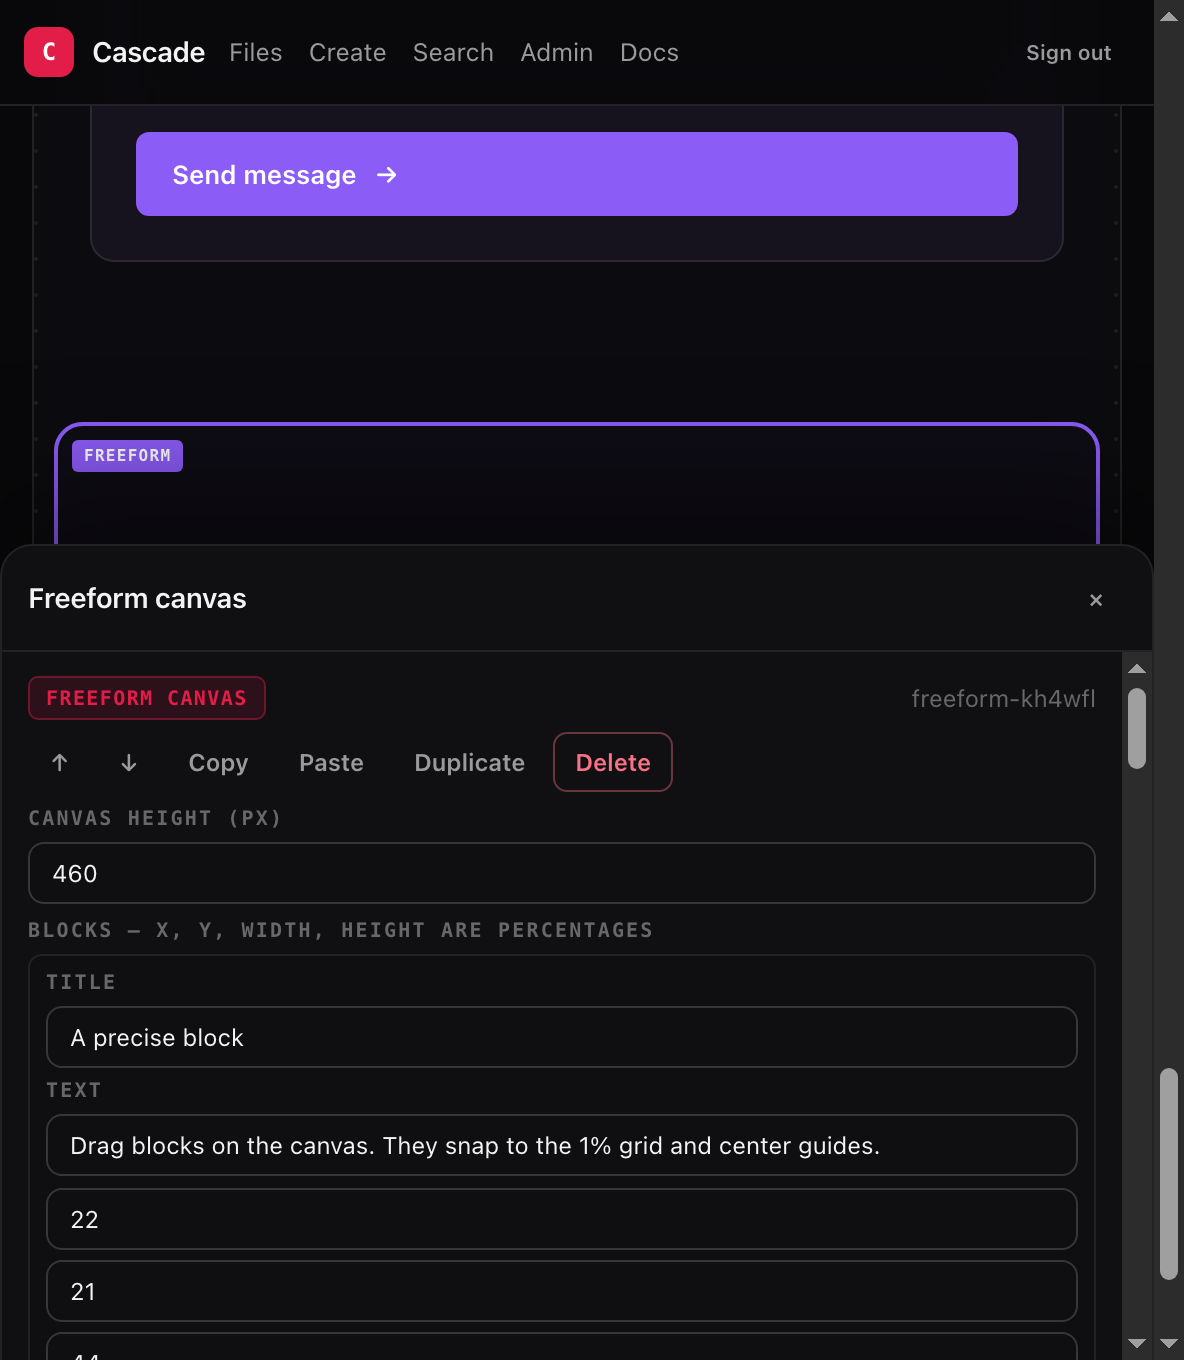 C Cascade Files Create Search Admin Docs Sign out
Send message →
FREEFORM
Freeform canvas ×
FREEFORM CANVAS freeform-kh4wfl
↑ ↓ Copy Paste Duplicate Delete
CANVAS HEIGHT (PX)
460
BLOCKS — X, Y, WIDTH, HEIGHT ARE PERCENTAGES
TITLE
A precise block
TEXT
Drag blocks on the canvas. They snap to the 1% grid and center guides.
22
21